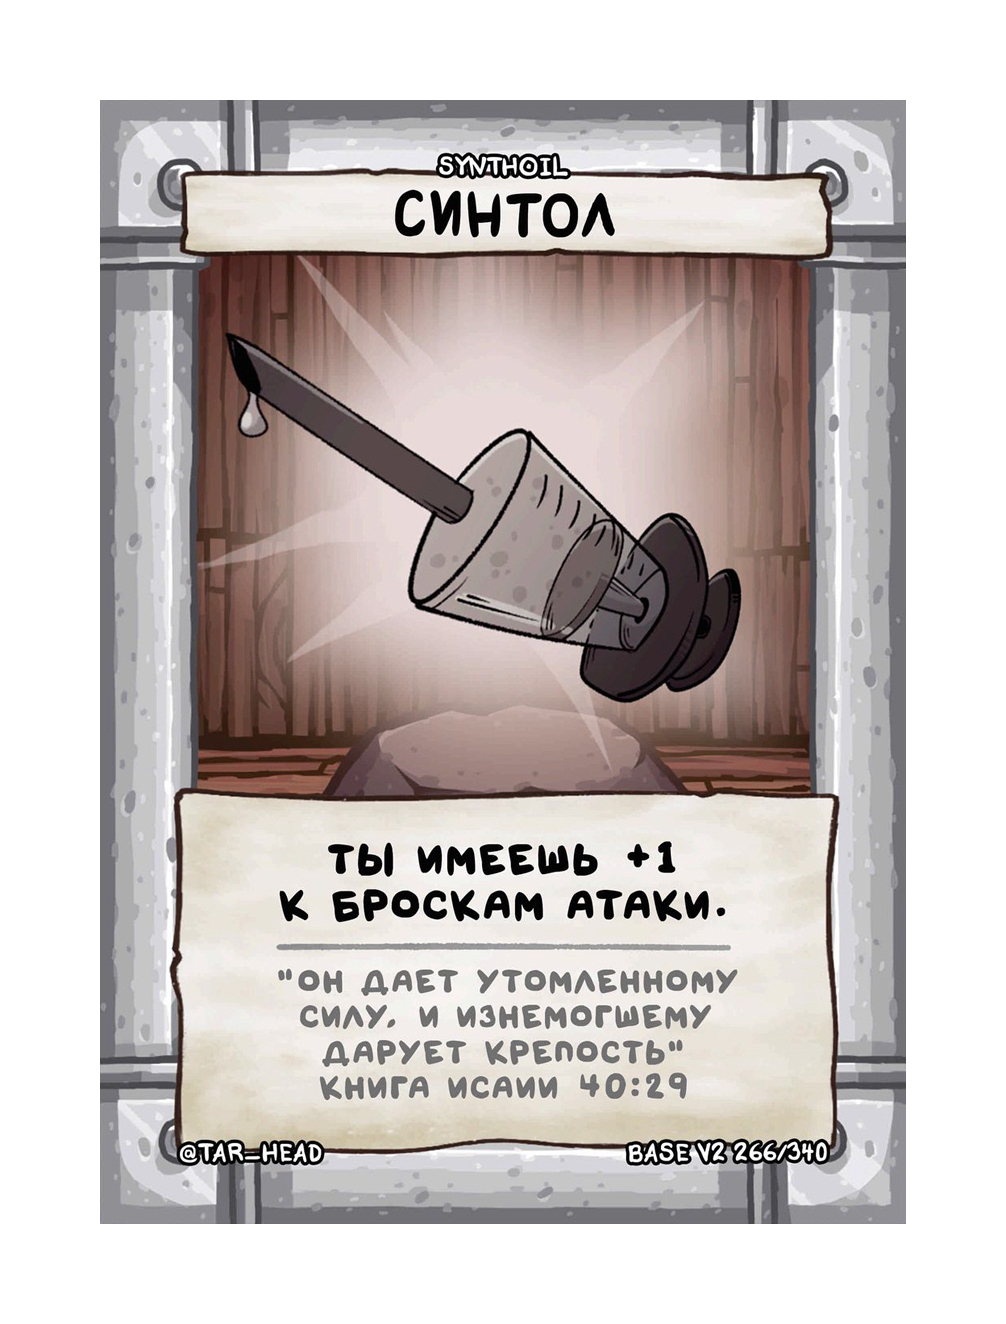 SYNTHOIL
СИНТОЛ
ТЫ ИМЕЕШЬ +1
К БРОСКАМ АТАКИ.
"ОН ДАЕТ УТОМЛЕННОМУ
СИЛУ, И ИЗНЕМОГШЕМУ
ДАРУЕТ КРЕПОСТЬ"
КНИГА ИСАИИ 40:29
@TAR_HEAD
BASE V2 266/340